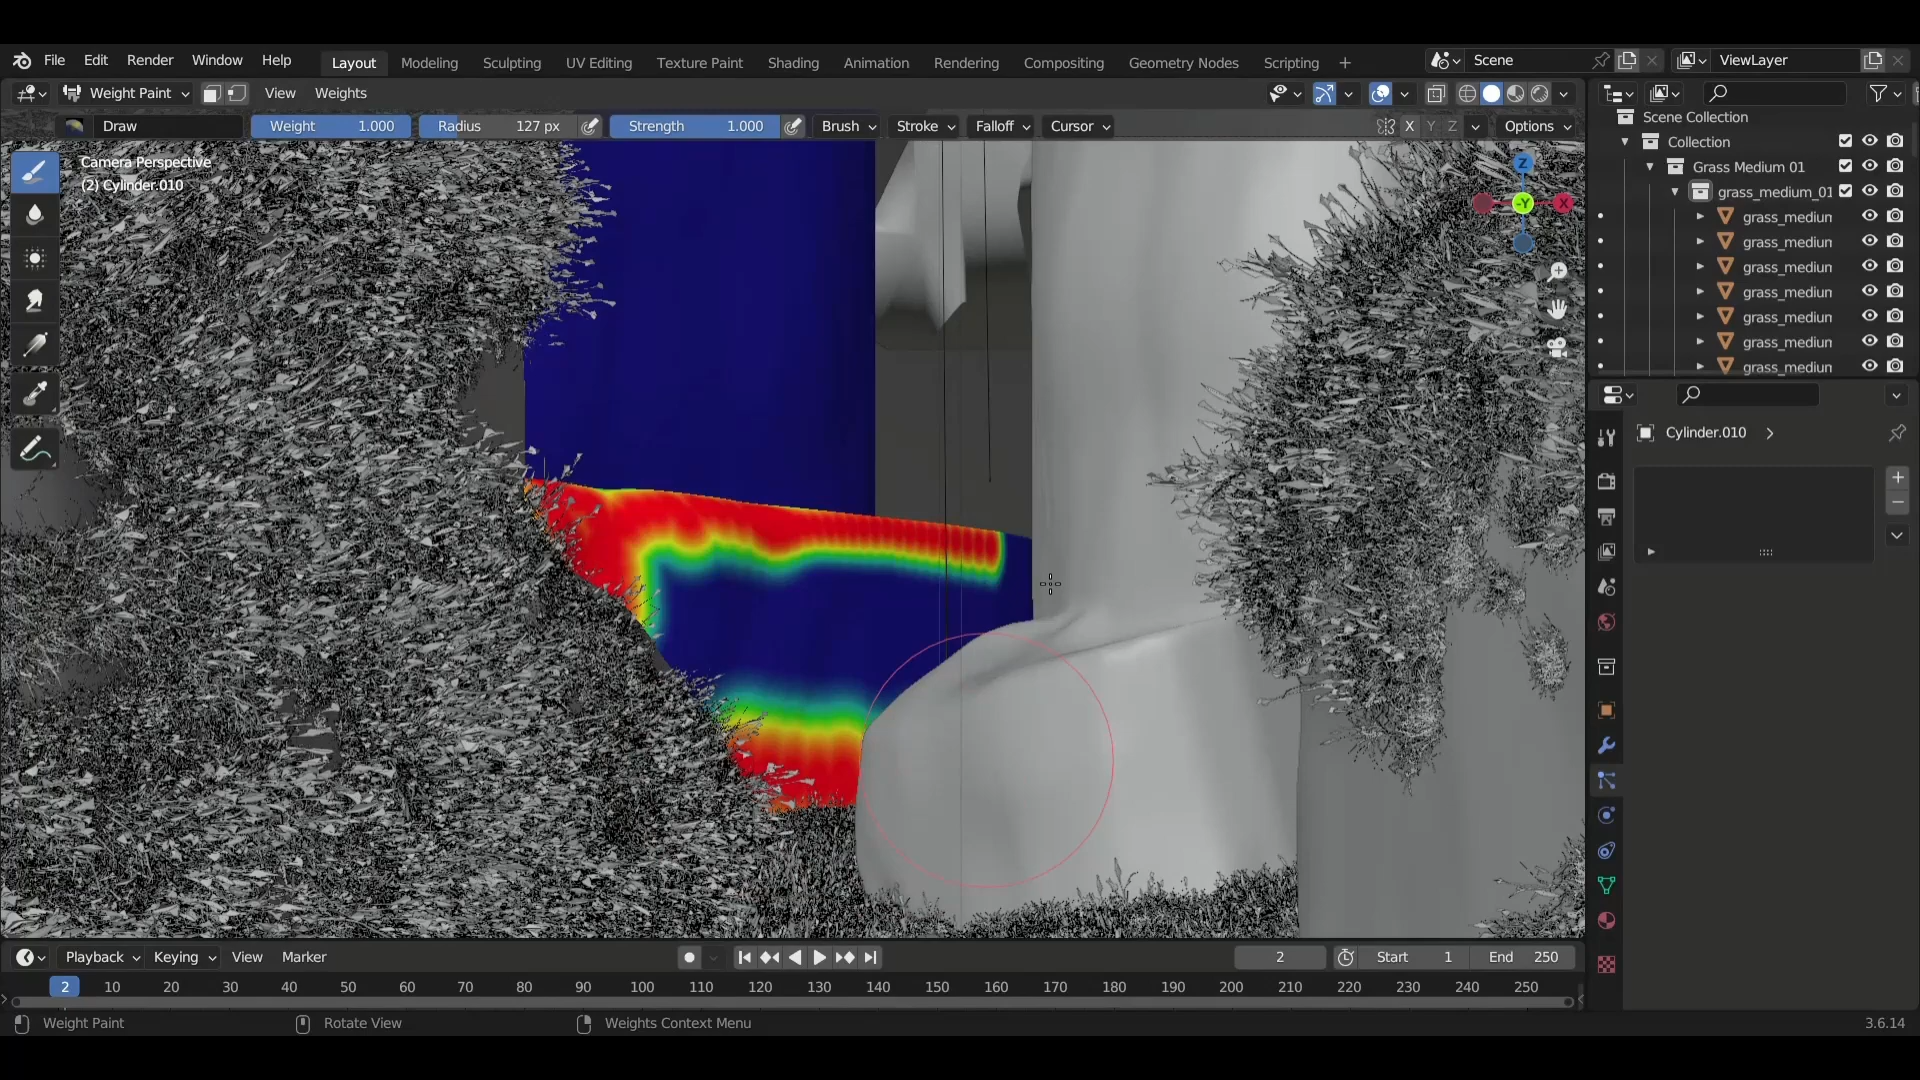 File Edit Render Window Help Layout Modeling Sculpting UV Editing Texture Paint Shading Animation Rendering Compositing Geometry Nodes Scripting + Scene ViewLayer
Weight Paint View Weights
Draw Weight 1.000 Radius 127 px Strength 1.000 Brush Stroke Falloff Cursor X Y Z Options
Camera Perspective
(2) Cylinder.010
Z
-Y
X
Scene Collection
Collection
Grass Medium 01
grass_medium_01
grass_medium
grass_medium
grass_medium
grass_medium
grass_medium
grass_medium
grass_medium
Cylinder.010
Playback Keying View Marker 2 Start 1 End 250
2 10 20 30 40 50 60 70 80 90 100 110 120 130 140 150 160 170 180 190 200 210 220 230 240 250
Weight Paint Rotate View Weights Context Menu 3.6.14